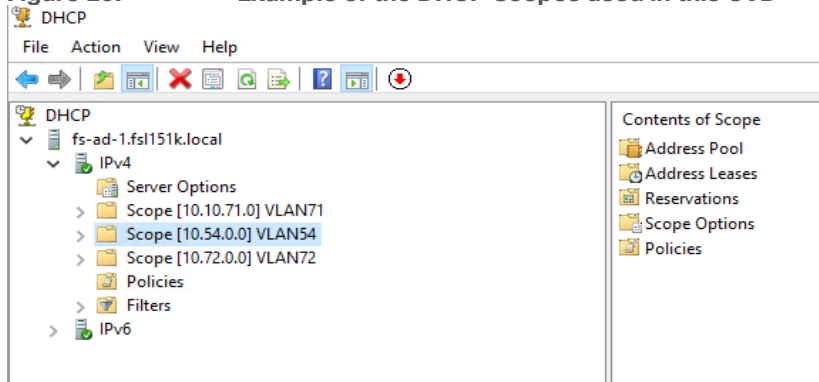 DHCP
File Action View Help
DHCP
fs-ad-1.fsl151k.local
IPv4
Server Options
Scope [10.10.71.0] VLAN71
Scope [10.54.0.0] VLAN54
Scope [10.72.0.0] VLAN72
Policies
Filters
IPv6
Contents of Scope
Address Pool
Address Leases
Reservations
Scope Options
Policies